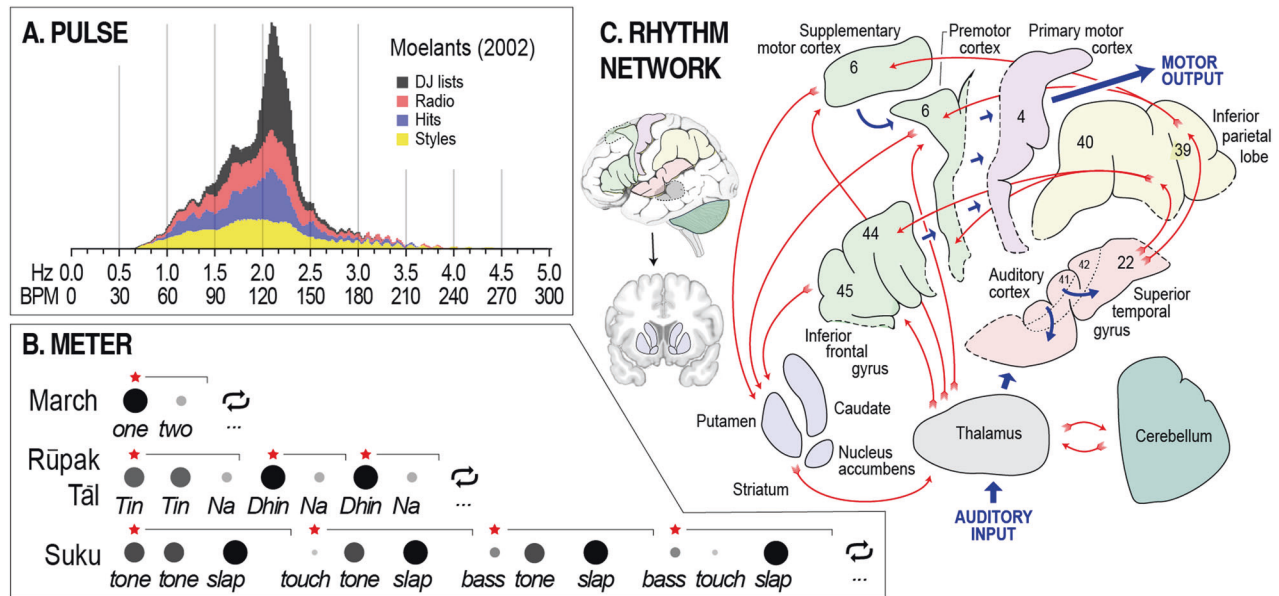 A. PULSE
Moelants (2002)
DJ lists
Radio
Hits
Styles
Hz 0.0 0.5 1.0 1.5 2.0 2.5 3.0 3.5 4.0 4.5 5.0
BPM 0 30 60 90 120 150 180 210 240 270 300
B. METER
March
one two ...
Rūpak
Tāl
Tin Tin Na Dhin Na Dhin Na ...
Suku
tone tone slap touch tone slap bass tone slap bass touch slap ...
C. RHYTHM
NETWORK
Supplementary
motor cortex
6
Premotor
cortex
6
Primary motor
cortex
4
MOTOR
OUTPUT
Inferior
parietal
lobe
40
39
44
45
Inferior
frontal
gyrus
Auditory
cortex
41
42
22
Superior
temporal
gyrus
Putamen
Caudate
Nucleus
accumbens
Striatum
Thalamus
Cerebellum
AUDITORY
INPUT